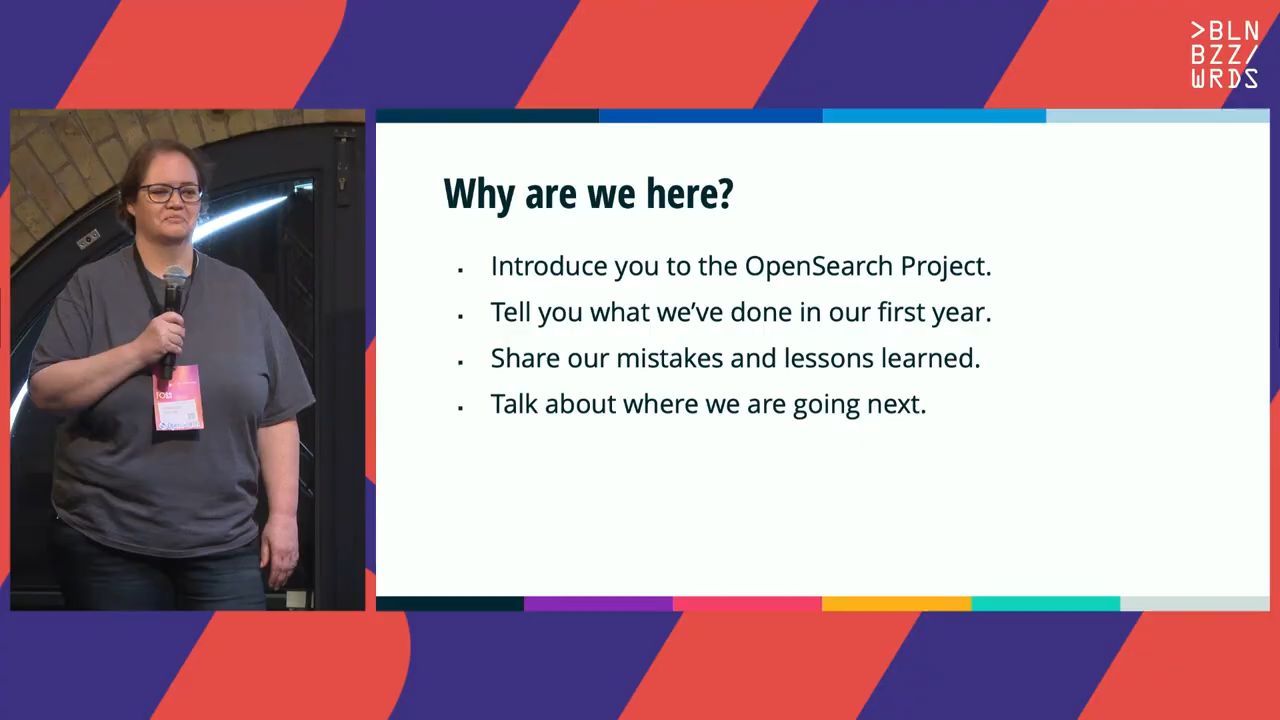 >BLN
BZZ/
WRDS
Why are we here?
▪ Introduce you to the OpenSearch Project.
▪ Tell you what we've done in our first year.
▪ Share our mistakes and lessons learned.
▪ Talk about where we are going next.